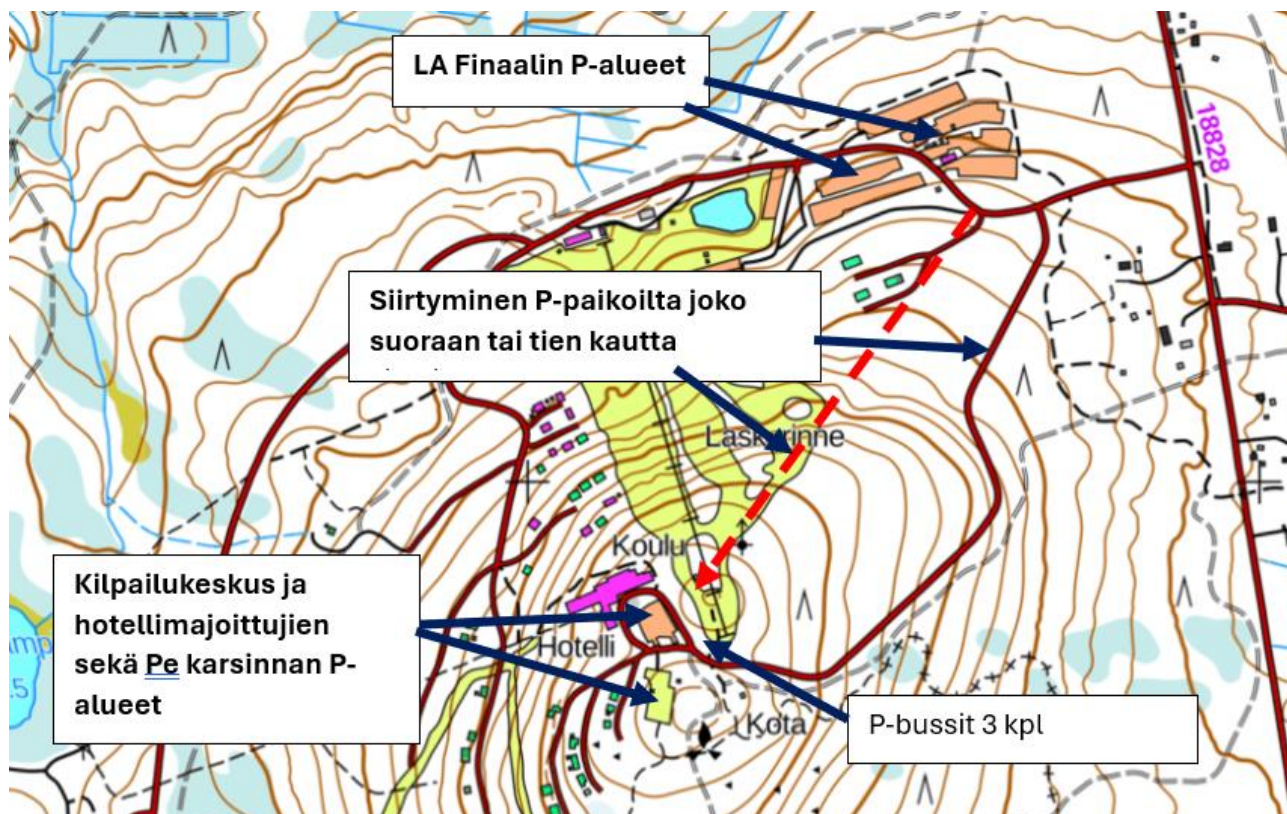 LA Finaalin P-alueet
18828
Siirtyminen P-paikoilta joko
suoraan tai tien kautta
Laskurinne
Koulu
Kilpailukeskus ja
hotellimajoittujien
sekä Pe karsinnan P-
alueet
Hotelli
Kota
P-bussit 3 kpl